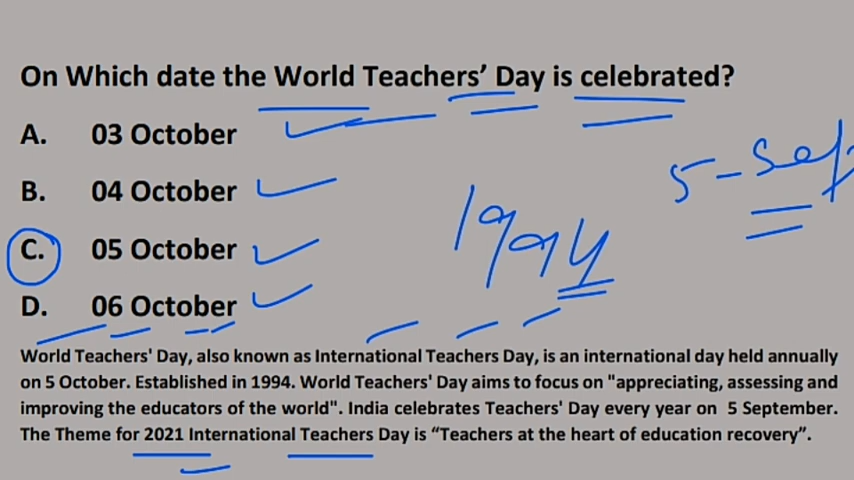 On Which date the World Teachers’ Day is celebrated?
A. 03 October
B. 04 October
C. 05 October
D. 06 October
5-Sep
1994
World Teachers' Day, also known as International Teachers Day, is an international day held annually
on 5 October. Established in 1994. World Teachers' Day aims to focus on "appreciating, assessing and
improving the educators of the world". India celebrates Teachers' Day every year on 5 September.
The Theme for 2021 International Teachers Day is “Teachers at the heart of education recovery”.